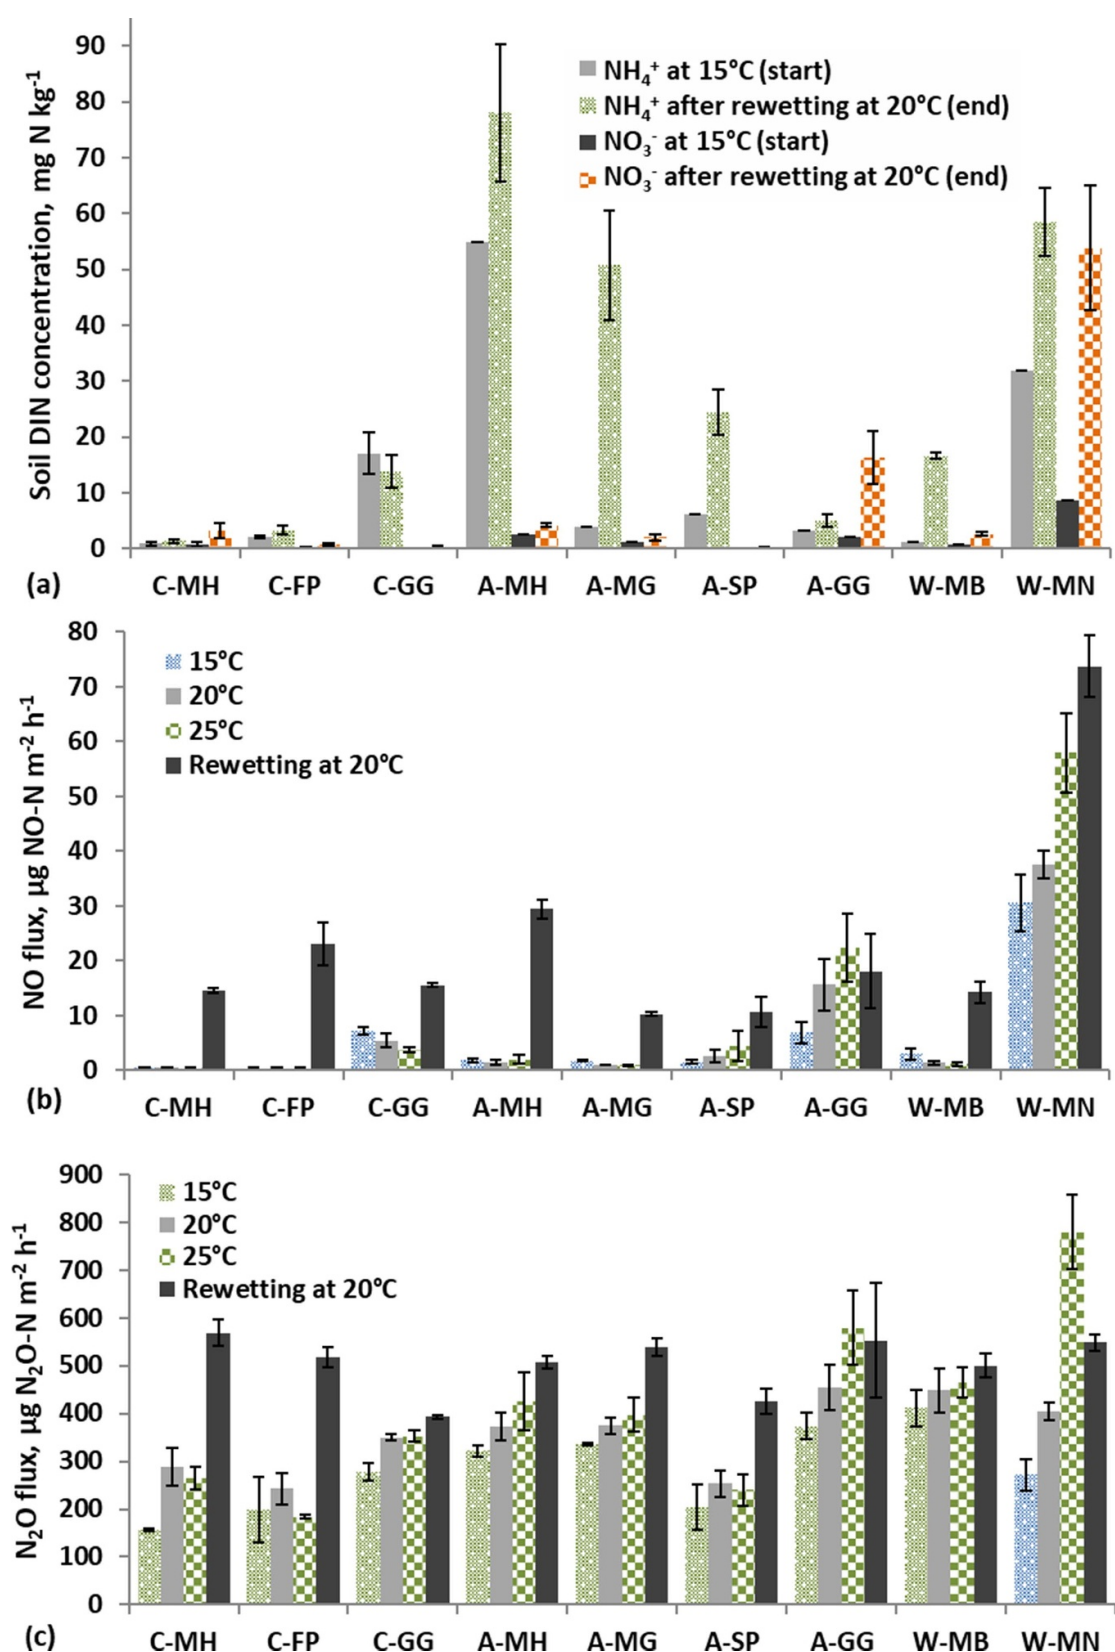 Soil DIN concentration, mg N kg⁻¹
90
80
70
60
50
40
30
20
10
0
NH₄⁺ at 15°C (start)
NH₄⁺ after rewetting at 20°C (end)
NO₃⁻ at 15°C (start)
NO₃⁻ after rewetting at 20°C (end)
C-MH C-FP C-GG A-MH A-MG A-SP A-GG W-MB W-MN
(a)
NO flux, µg NO-N m⁻² h⁻¹
80
70
60
50
40
30
20
10
0
15°C
20°C
25°C
Rewetting at 20°C
C-MH C-FP C-GG A-MH A-MG A-SP A-GG W-MB W-MN
(b)
N₂O flux, µg N₂O-N m⁻² h⁻¹
900
800
700
600
500
400
300
200
100
0
15°C
20°C
25°C
Rewetting at 20°C
C-MH C-FP C-GG A-MH A-MG A-SP A-GG W-MB W-MN
(c)